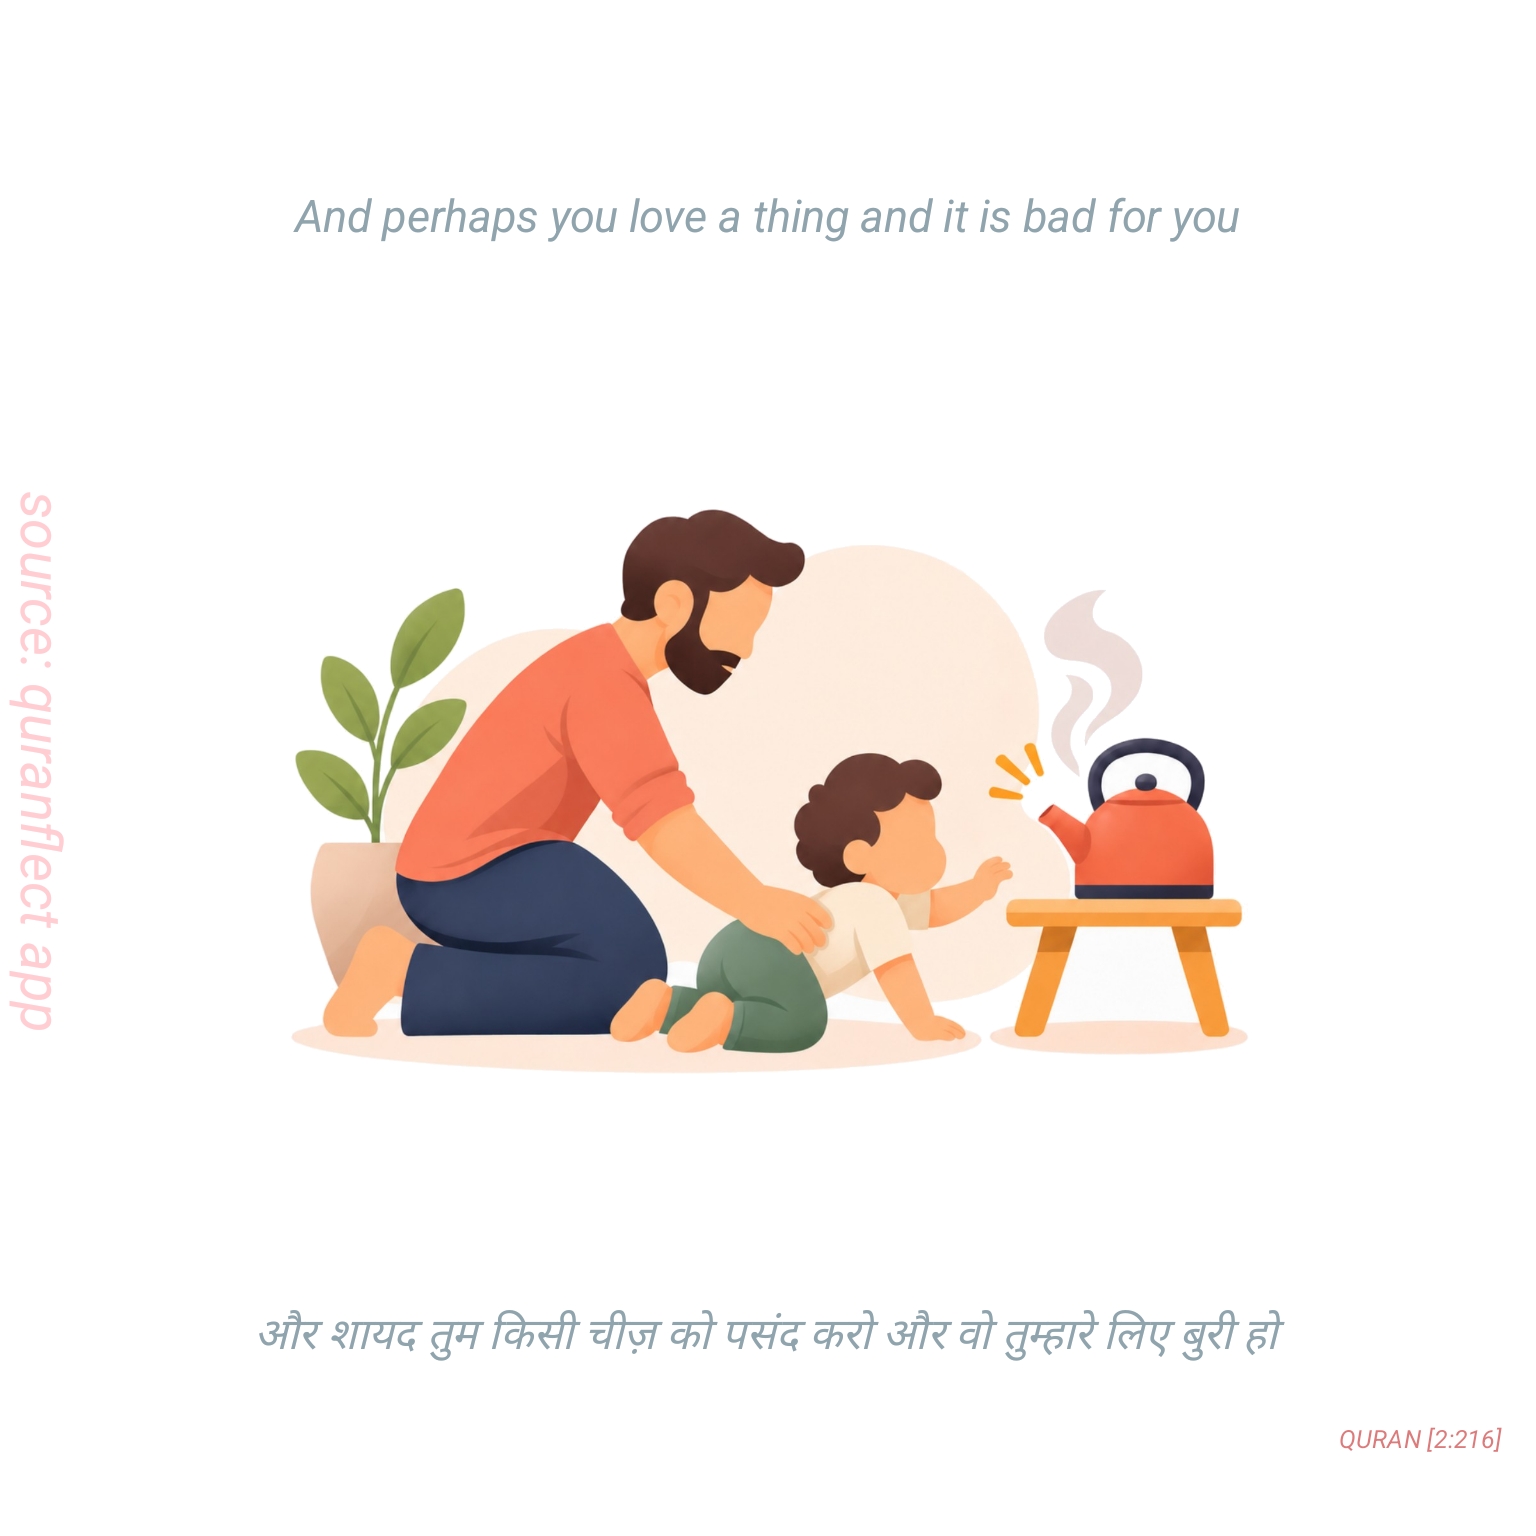 And perhaps you love a thing and it is bad for you
source: quranflect app
और शायद तुम किसी चीज़ को पसंद करो और वो तुम्हारे लिए बुरी हो
QURAN [2:216]